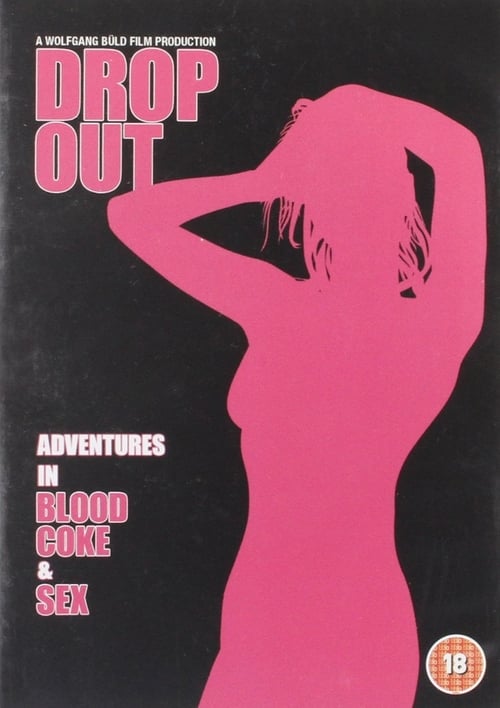 A WOLFGANG BÜLD FILM PRODUCTION
DROP
OUT
ADVENTURES
IN
BLOOD
COKE
&
SEX
18